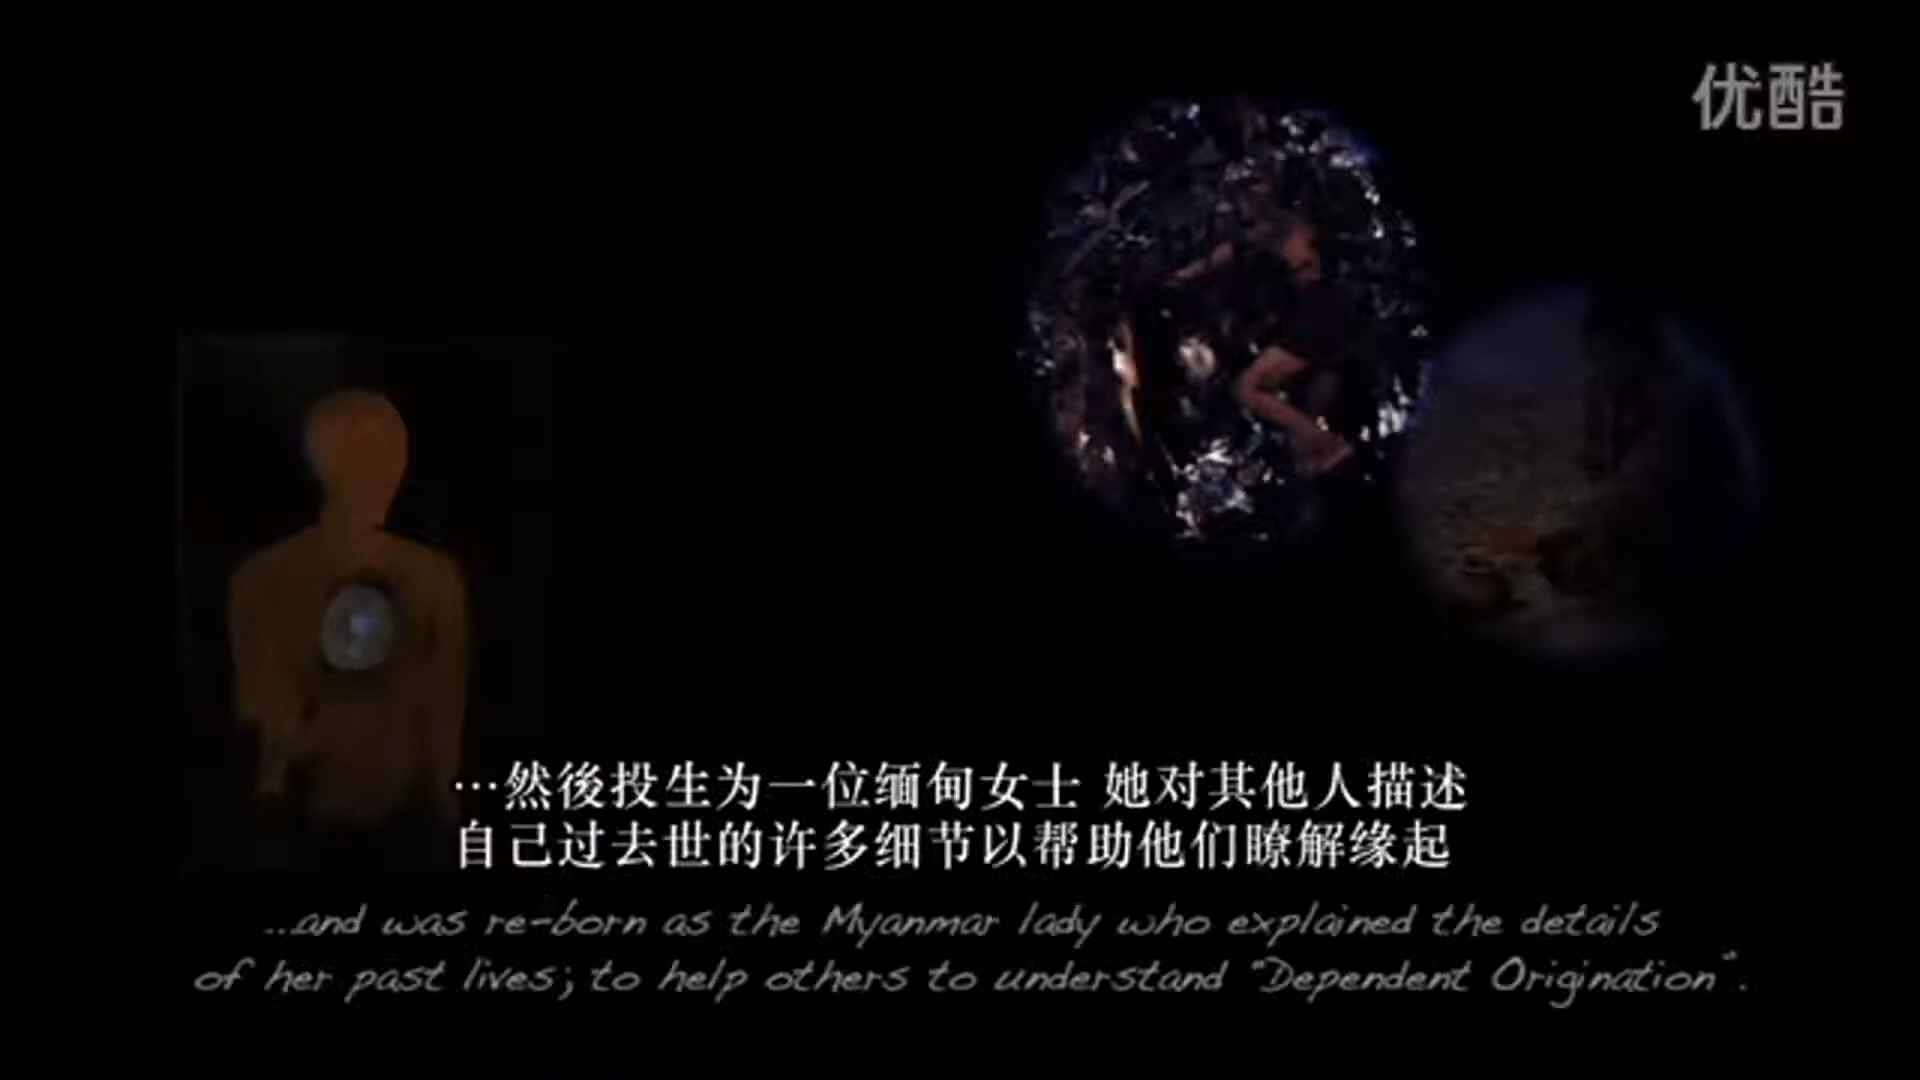 优酷
…然後投生为一位缅甸女士 她对其他人描述
自己过去世的许多细节以帮助他们瞭解缘起
...and was re-born as the Myanmar lady who explained the details
of her past lives; to help others to understand "Dependent Origination".